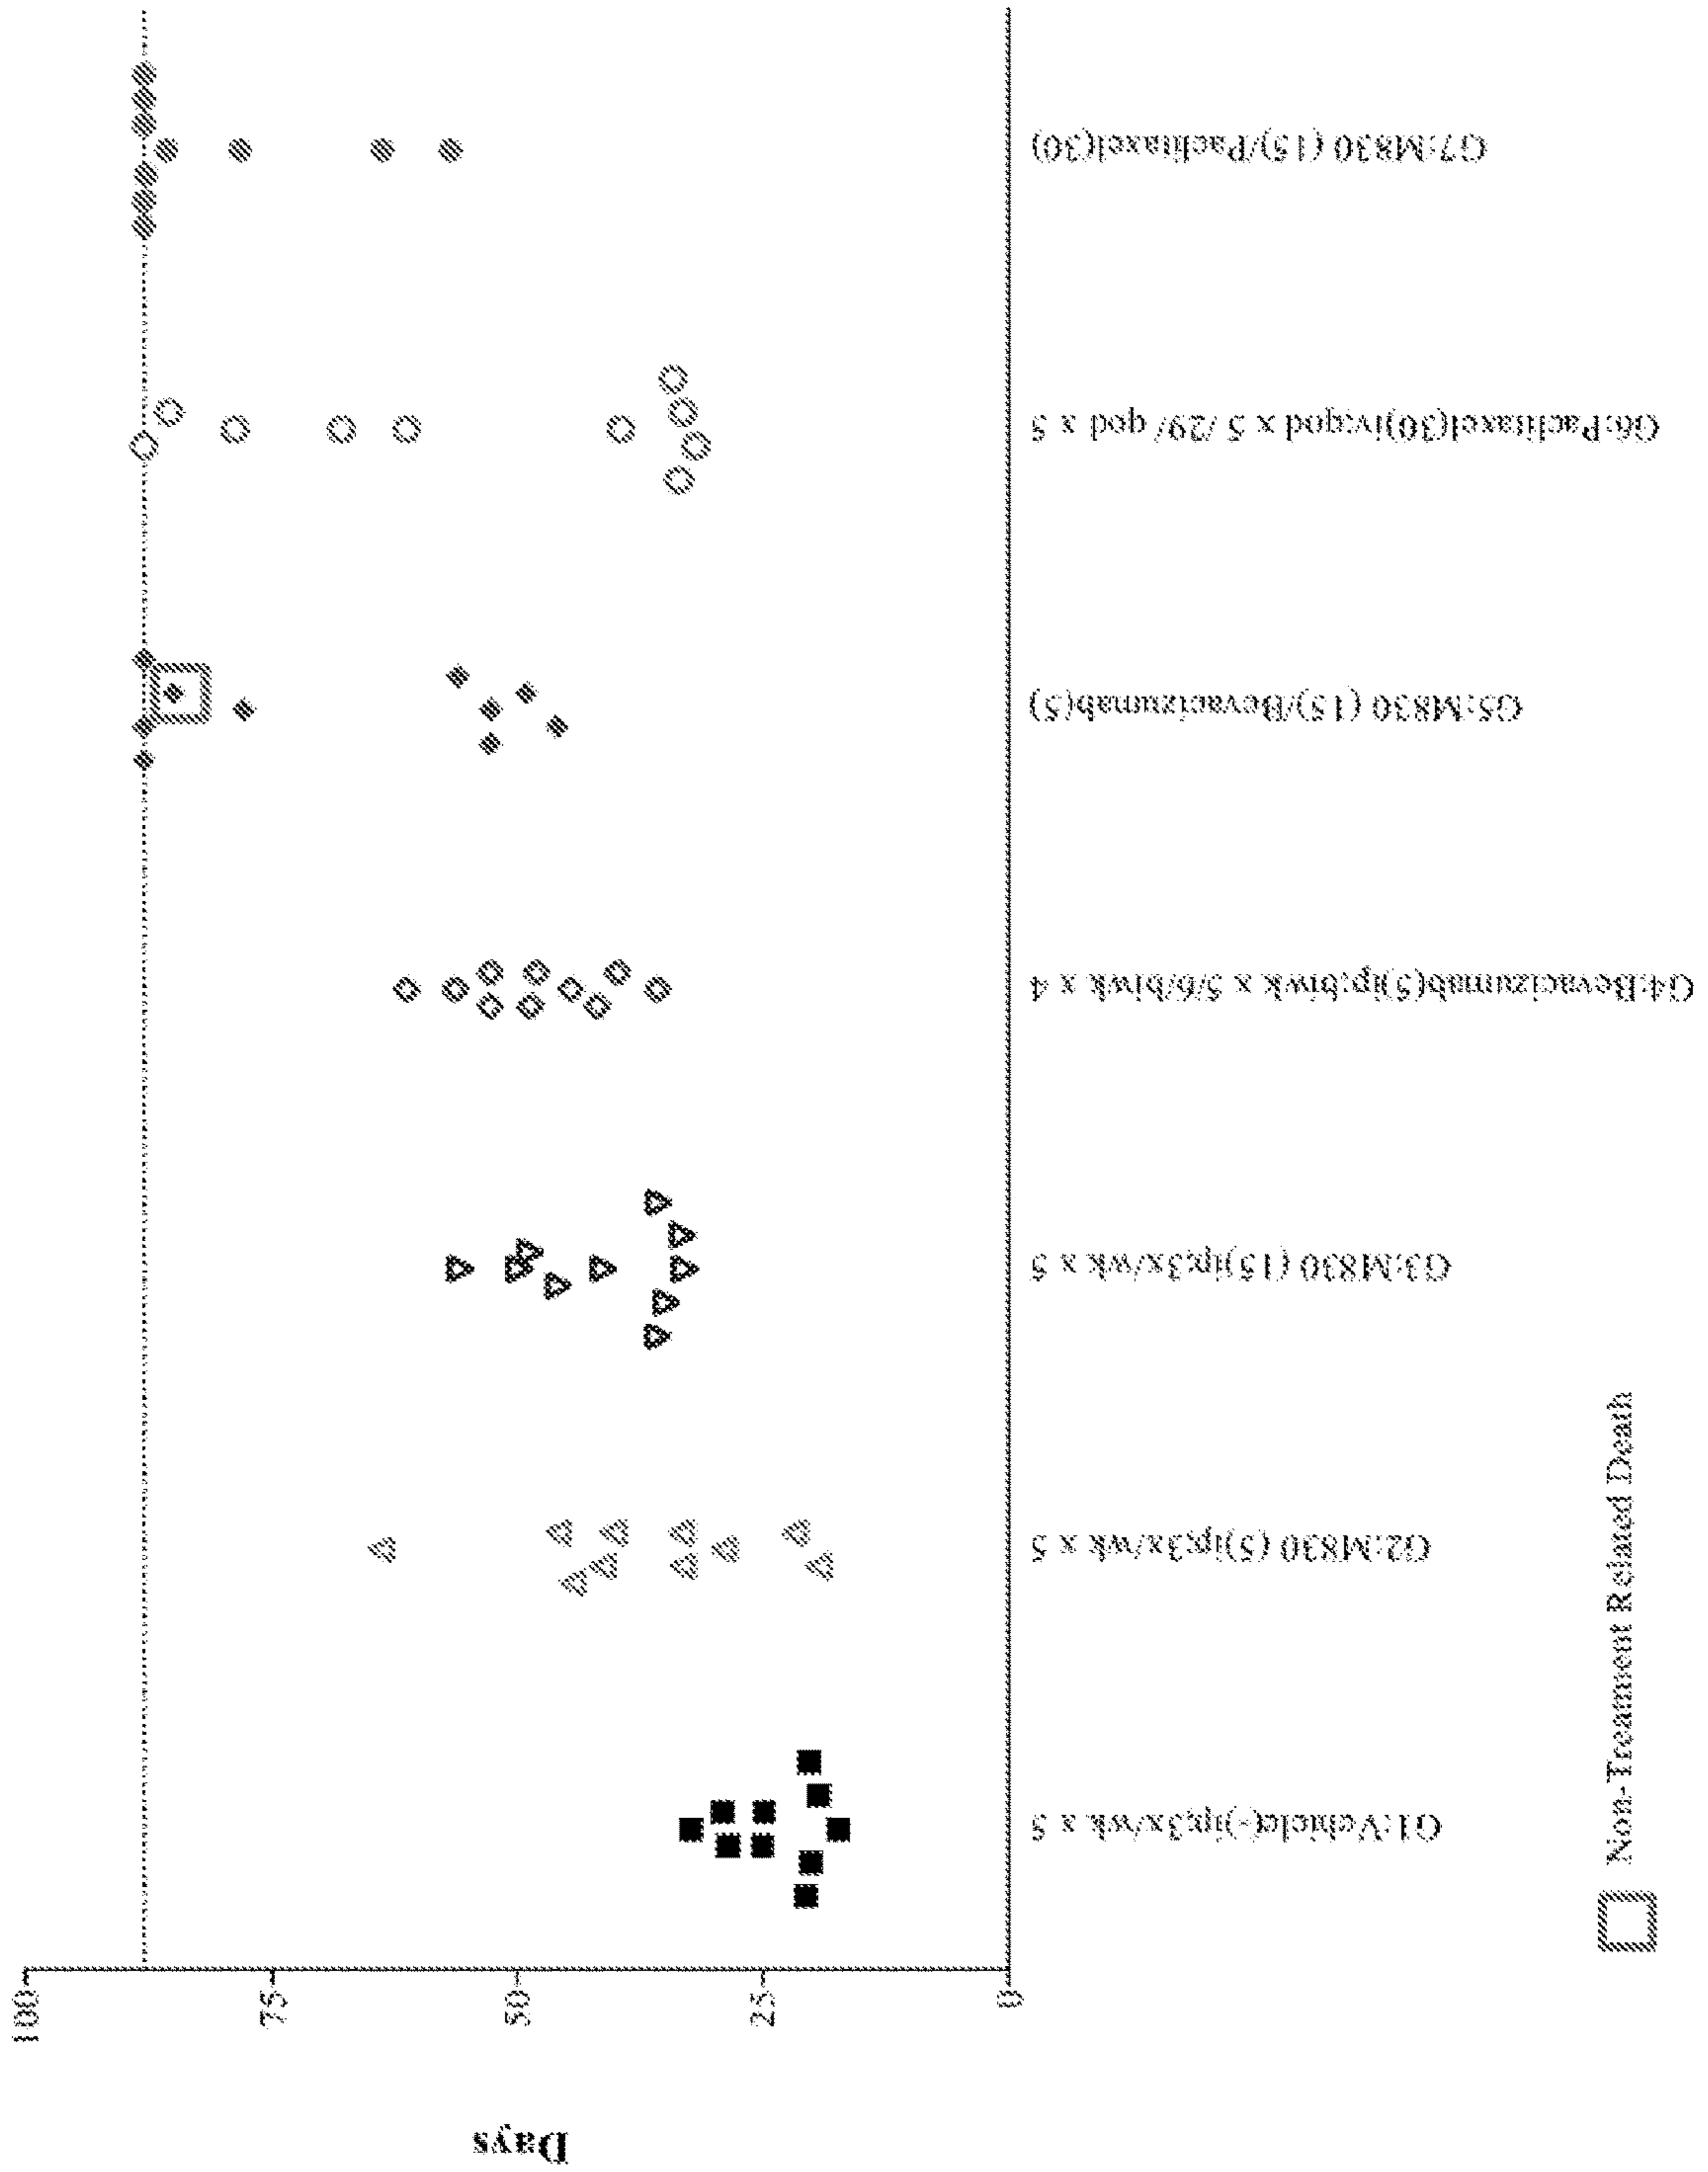 Days
100
75
50
25
0
G1:Vehicle(-)ip;3x/wk x 5
G2:M830 (5)ip;3x/wk x 5
G3:M830 (15)ip;3x/wk x 5
G4:Bevacizumab(5)ip;biwk x 5/6/biwk x 4
G5:M830 (15)/Bevacizumab(5)
G6:Paclitaxel(30)iv;qod x 5 /29/ qod x 5
G7:M830 (15)/Paclitaxel(30)
Non-Treament Related Death